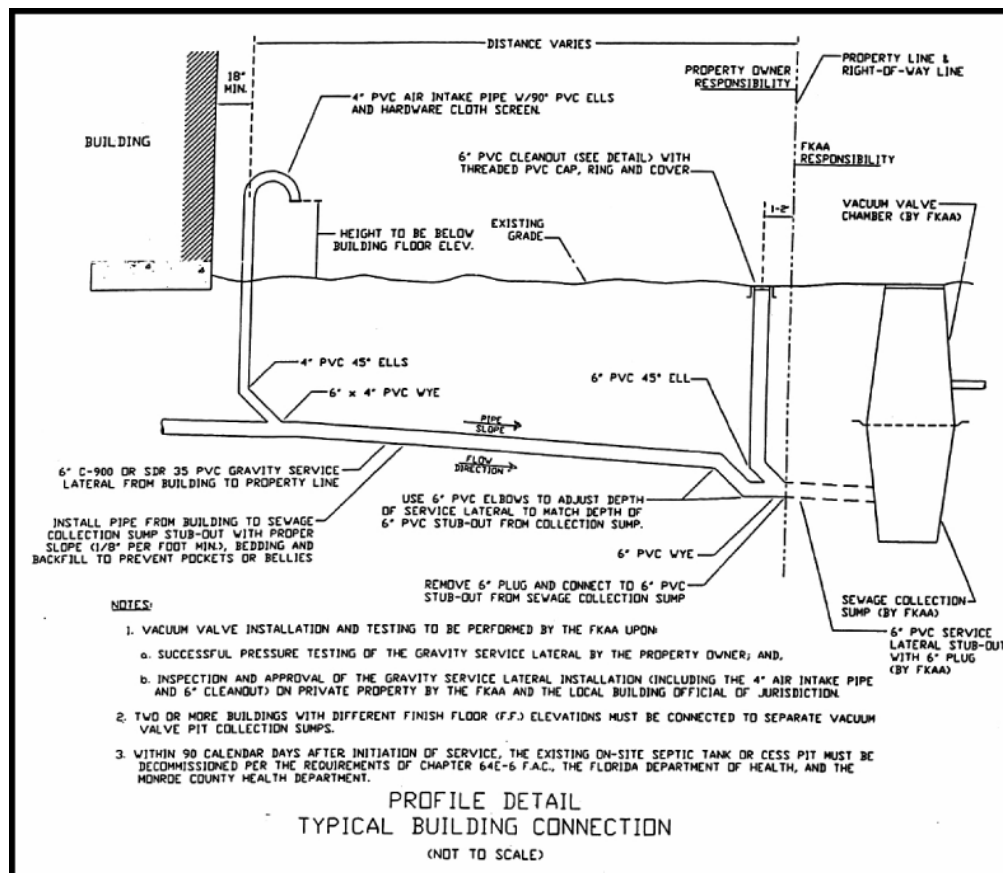 DISTANCE VARIES
PROPERTY LINE &
RIGHT-OF-WAY LINE
18"
MIN.
PROPERTY OWNER
RESPONSIBILITY
4" PVC AIR INTAKE PIPE W/90° PVC ELLS
AND HARDWARE CLOTH SCREEN.
BUILDING
6" PVC CLEANOUT (SEE DETAIL) WITH
THREADED PVC CAP, RING AND COVER
FKAA
RESPONSIBILITY
1-2'
VACUUM VALVE
CHAMBER (BY FKAA)
HEIGHT TO BE BELOW
BUILDING FLOOR ELEV.
EXISTING
GRADE
4" PVC 45° ELLS
6" PVC 45° ELL
6" x 4" PVC WYE
PIPE
SLOPE
FLOW
DIRECTION
6" C-900 OR SDR 35 PVC GRAVITY SERVICE
LATERAL FROM BUILDING TO PROPERTY LINE
USE 6" PVC ELBOWS TO ADJUST DEPTH
OF SERVICE LATERAL TO MATCH DEPTH OF
6" PVC STUB-OUT FROM COLLECTION SUMP.
INSTALL PIPE FROM BUILDING TO SEWAGE
COLLECTION SUMP STUB-OUT WITH PROPER
SLOPE (1/8" PER FOOT MIN.), BEDDING AND
BACKFILL TO PREVENT POCKETS OR BELLIES
6" PVC WYE
REMOVE 6" PLUG AND CONNECT TO 6" PVC
STUB-OUT FROM SEWAGE COLLECTION SUMP
SEWAGE COLLECTION
SUMP (BY FKAA)
6" PVC SERVICE
LATERAL STUB-OUT
WITH 6" PLUG
(BY FKAA)
NOTES:
1. VACUUM VALVE INSTALLATION AND TESTING TO BE PERFORMED BY THE FKAA UPON:
a. SUCCESSFUL PRESSURE TESTING OF THE GRAVITY SERVICE LATERAL BY THE PROPERTY OWNER; AND,
b. INSPECTION AND APPROVAL OF THE GRAVITY SERVICE LATERAL INSTALLATION (INCLUDING THE 4" AIR INTAKE PIPE
AND 6" CLEANOUT) ON PRIVATE PROPERTY BY THE FKAA AND THE LOCAL BUILDING OFFICIAL OF JURISDICTION.
2. TWO OR MORE BUILDINGS WITH DIFFERENT FINISH FLOOR (F.F.) ELEVATIONS MUST BE CONNECTED TO SEPARATE VACUUM
VALVE PIT COLLECTION SUMPS.
3. WITHIN 90 CALENDAR DAYS AFTER INITIATION OF SERVICE, THE EXISTING ON-SITE SEPTIC TANK OR CESS PIT MUST BE
DECOMMISSIONED PER THE REQUIREMENTS OF CHAPTER 64E-6 F.A.C., THE FLORIDA DEPARTMENT OF HEALTH, AND THE
MONROE COUNTY HEALTH DEPARTMENT.
PROFILE DETAIL
TYPICAL BUILDING CONNECTION
(NOT TO SCALE)